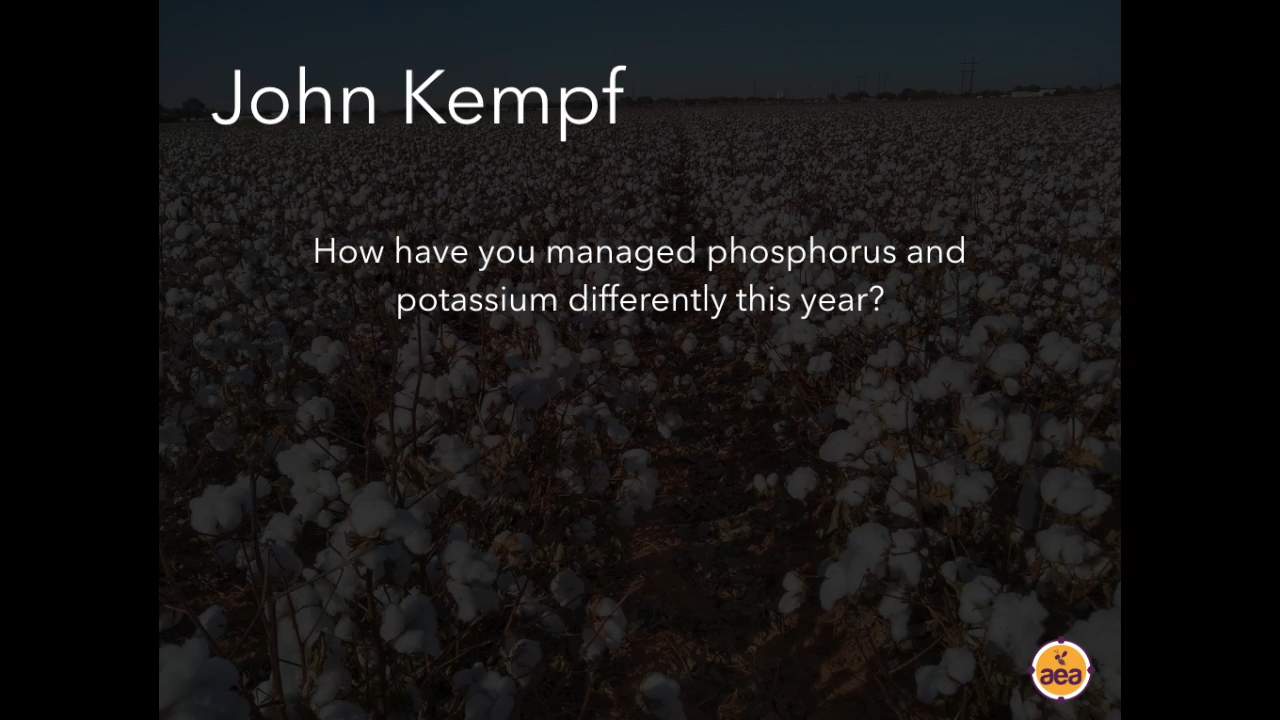 John Kempf
How have you managed phosphorus and
potassium differently this year?
aea